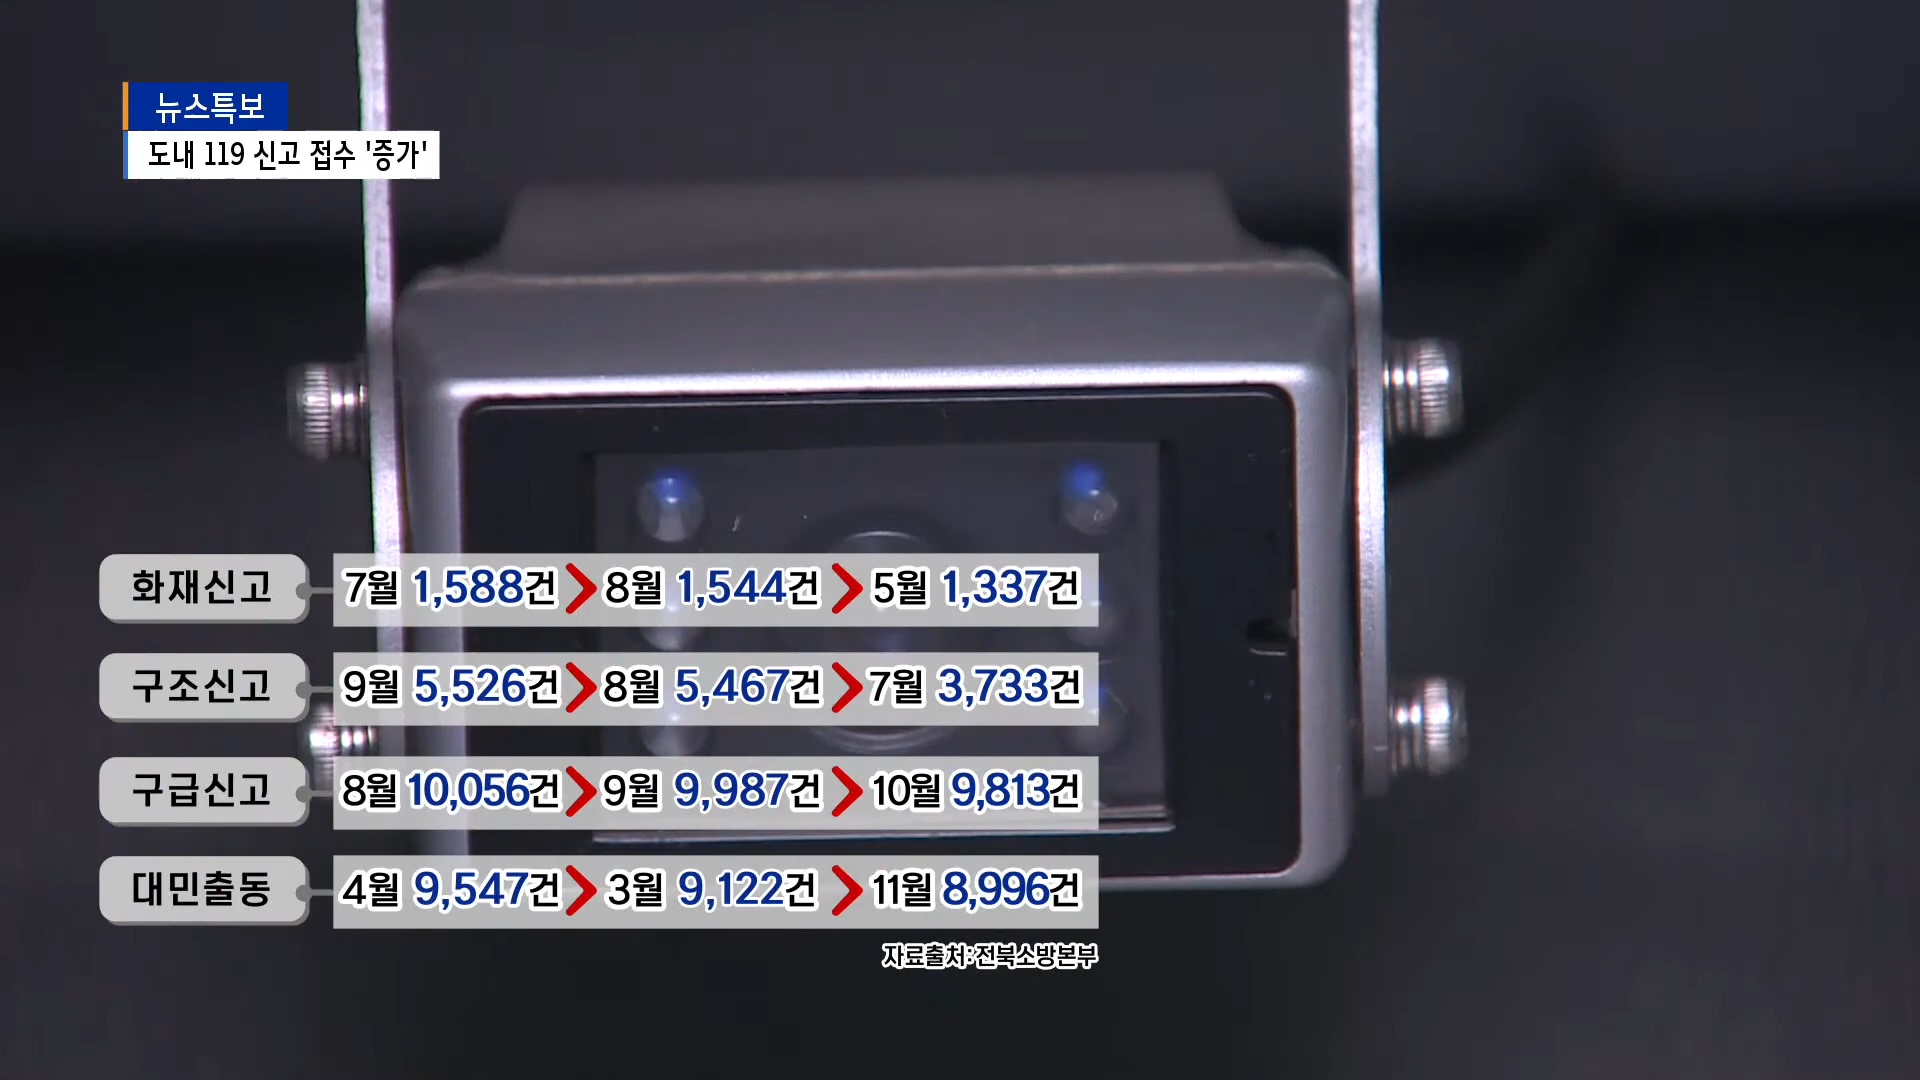 뉴스특보
도내 119 신고 접수 '증가'
화재신고 7월 1,588건 > 8월 1,544건 > 5월 1,337건
구조신고 9월 5,526건 > 8월 5,467건 > 7월 3,733건
구급신고 8월 10,056건 > 9월 9,987건 > 10월 9,813건
대민출동 4월 9,547건 > 3월 9,122건 > 11월 8,996건
자료출처:전북소방본부